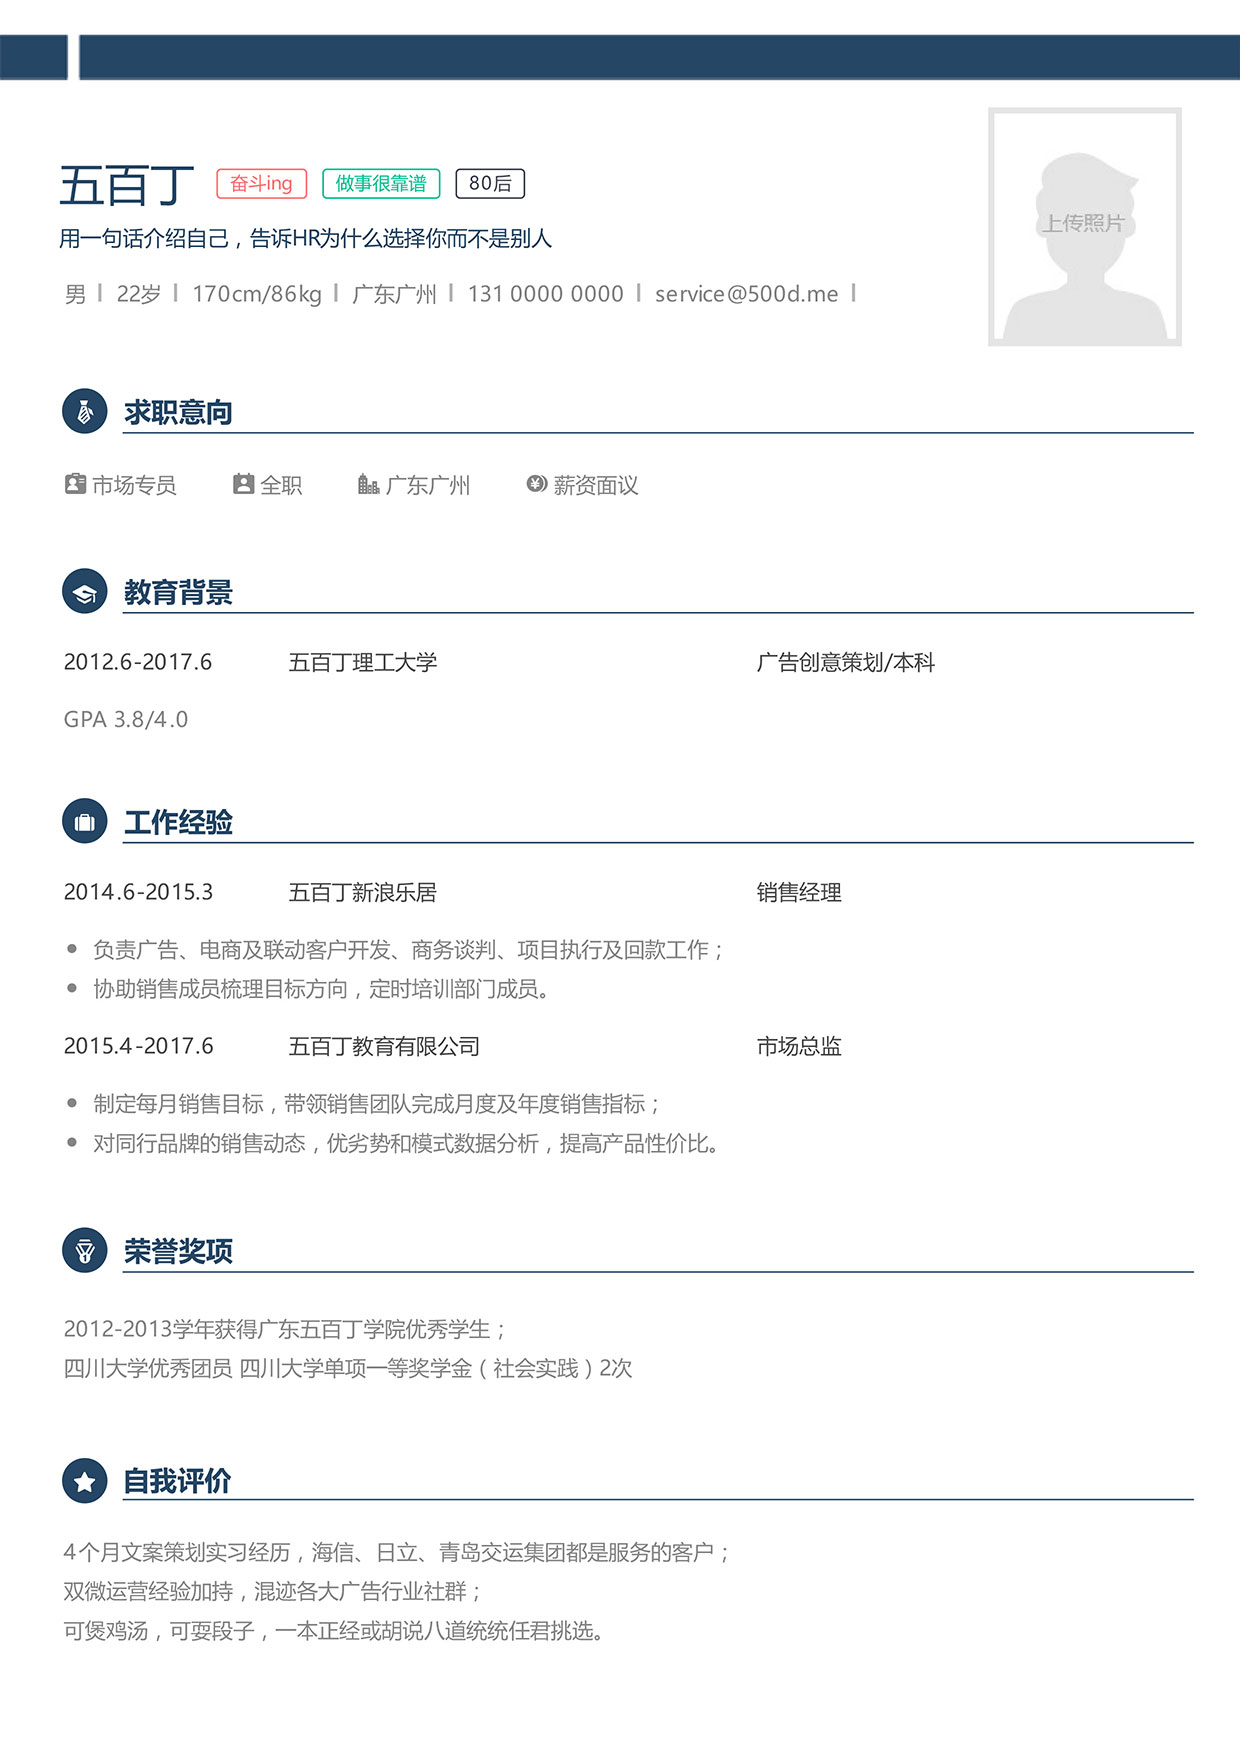 五百丁 奋斗ing 做事很靠谱 80后
上传照片
用一句话介绍自己，告诉HR为什么选择你而不是别人
男 22岁 170cm/86kg 广东广州 131 0000 0000 service@500d.me
求职意向
市场专员 全职 广东广州 薪资面议
教育背景
2012.6-2017.6 五百丁理工大学 广告创意策划/本科
GPA 3.8/4.0
工作经验
2014.6-2015.3 五百丁新浪乐居 销售经理
• 负责广告、电商及联动客户开发、商务谈判、项目执行及回款工作；
• 协助销售成员梳理目标方向，定时培训部门成员。
2015.4-2017.6 五百丁教育有限公司 市场总监
• 制定每月销售目标，带领销售团队完成月度及年度销售指标；
• 对同行品牌的销售动态，优劣势和模式数据分析，提高产品性价比。
荣誉奖项
2012-2013学年获得广东五百丁学院优秀学生；
四川大学优秀团员 四川大学单项一等奖学金（社会实践）2次
自我评价
4个月文案策划实习经历，海信、日立、青岛交运集团都是服务的客户；
双微运营经验加持，混迹各大广告行业社群；
可煲鸡汤，可耍段子，一本正经或胡说八道统统任君挑选。